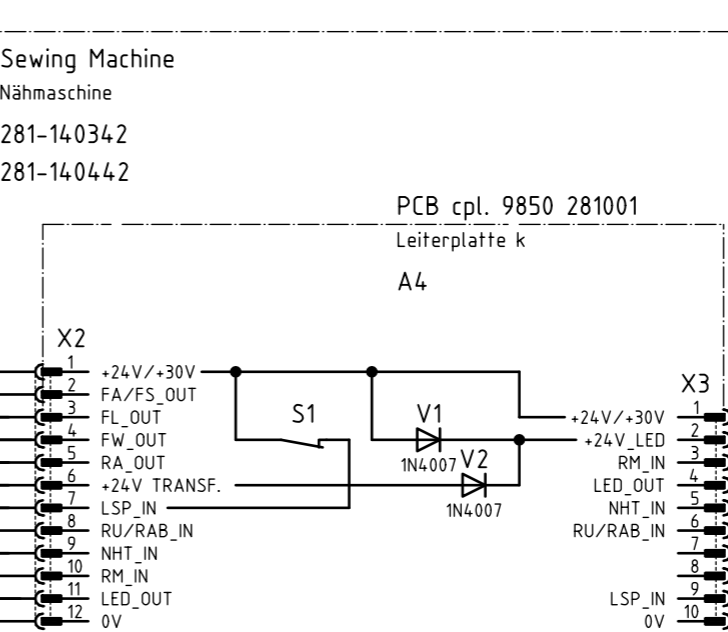 Sewing Machine
Nähmaschine
281-140342
281-140442
PCB cpl. 9850 281001
Leiterplatte k
A4
X2
1 +24V/+30V
2 FA/FS_OUT
3 FL_OUT
4 FW_OUT
5 RA_OUT
6 +24V TRANSF.
7 LSP_IN
8 RU/RAB_IN
9 NHT_IN
10 RM_IN
11 LED_OUT
12 0V
S1
V1
1N4007
V2
1N4007
X3
+24V/+30V 1
+24V_LED 2
RM_IN 3
LED_OUT 4
NHT_IN 5
RU/RAB_IN 6
7
8
LSP_IN 9
0V 10